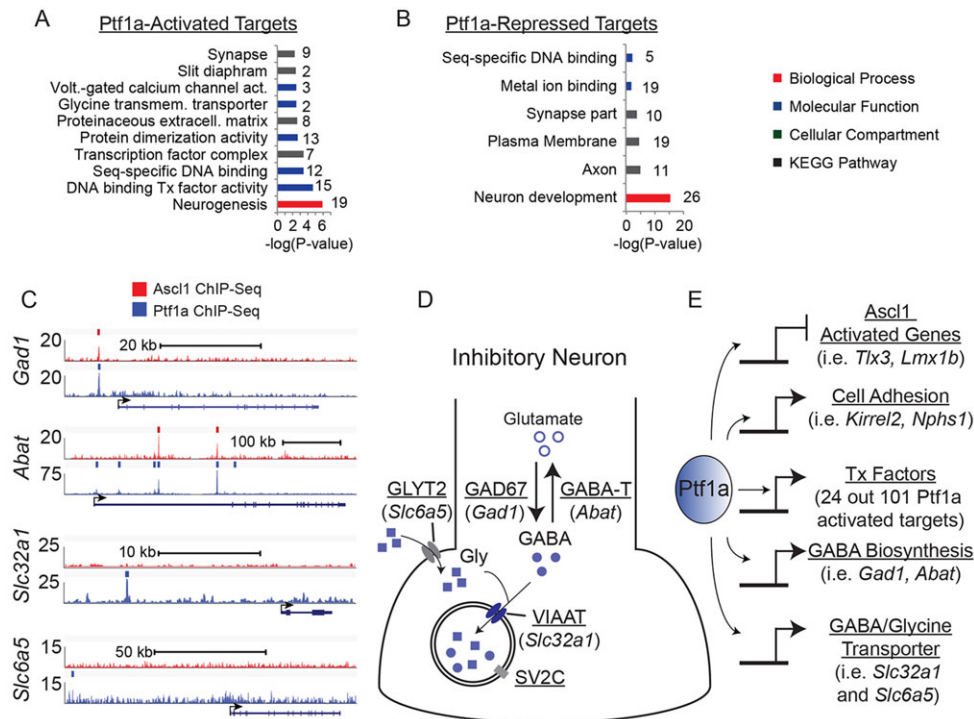 A
Ptf1a-Activated Targets
Synapse 9
Slit diaphram 2
Volt.-gated calcium channel act. 3
Glycine transmem. transporter 2
Proteinaceous extracell. matrix 8
Protein dimerization activity 13
Transcription factor complex 7
Seq-specific DNA binding 12
DNA binding Tx factor activity 15
Neurogenesis 19
0 2 4 6
-log(P-value)
B
Ptf1a-Repressed Targets
Seq-specific DNA binding 5
Metal ion binding 19
Synapse part 10
Plasma Membrane 19
Axon 11
Neuron development 26
0 5 10 15 20
-log(P-value)
Biological Process
Molecular Function
Cellular Compartment
KEGG Pathway
C
Ascl1 ChIP-Seq
Ptf1a ChIP-Seq
Gad1
20
20 kb
20
Abat
20
100 kb
75
Slc32a1
25
10 kb
25
Slc6a5
15
50 kb
15
D
Inhibitory Neuron
Glutamate
GLYT2
(Slc6a5)
GAD67
(Gad1)
GABA-T
(Abat)
GABA
Gly
VIAAT
(Slc32a1)
SV2C
E
Ptf1a
Ascl1
Activated Genes
(i.e. Tlx3, Lmx1b)
Cell Adhesion
(i.e. Kirrel2, Nphs1)
Tx Factors
(24 out 101 Ptf1a
activated targets)
GABA Biosynthesis
(i.e. Gad1, Abat)
GABA/Glycine
Transporter
(i.e. Slc32a1
and Slc6a5)